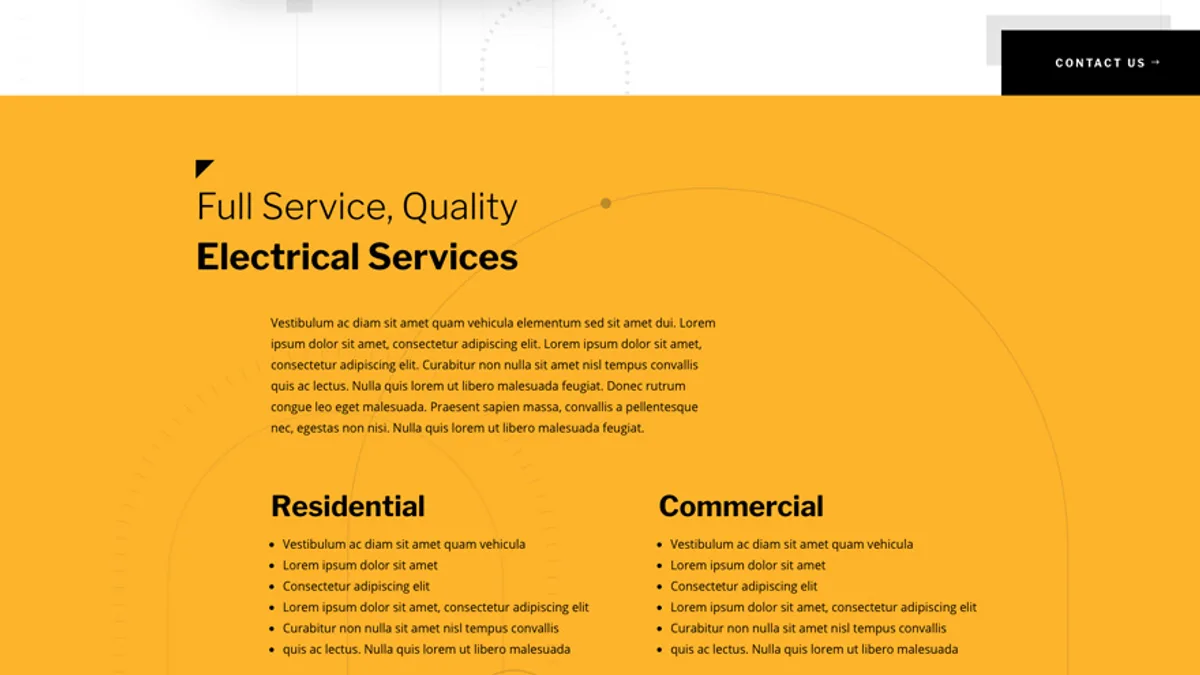 CONTACT US →
Full Service, Quality
Electrical Services
Vestibulum ac diam sit amet quam vehicula elementum sed sit amet dui. Lorem
ipsum dolor sit amet, consectetur adipiscing elit. Lorem ipsum dolor sit amet,
consectetur adipiscing elit. Curabitur non nulla sit amet nisl tempus convallis
quis ac lectus. Nulla quis lorem ut libero malesuada feugiat. Donec rutrum
congue leo eget malesuada. Praesent sapien massa, convallis a pellentesque
nec, egestas non nisi. Nulla quis lorem ut libero malesuada feugiat.
Residential
• Vestibulum ac diam sit amet quam vehicula
• Lorem ipsum dolor sit amet
• Consectetur adipiscing elit
• Lorem ipsum dolor sit amet, consectetur adipiscing elit
• Curabitur non nulla sit amet nisl tempus convallis
• quis ac lectus. Nulla quis lorem ut libero malesuada
Commercial
• Vestibulum ac diam sit amet quam vehicula
• Lorem ipsum dolor sit amet
• Consectetur adipiscing elit
• Lorem ipsum dolor sit amet, consectetur adipiscing elit
• Curabitur non nulla sit amet nisl tempus convallis
• quis ac lectus. Nulla quis lorem ut libero malesuada